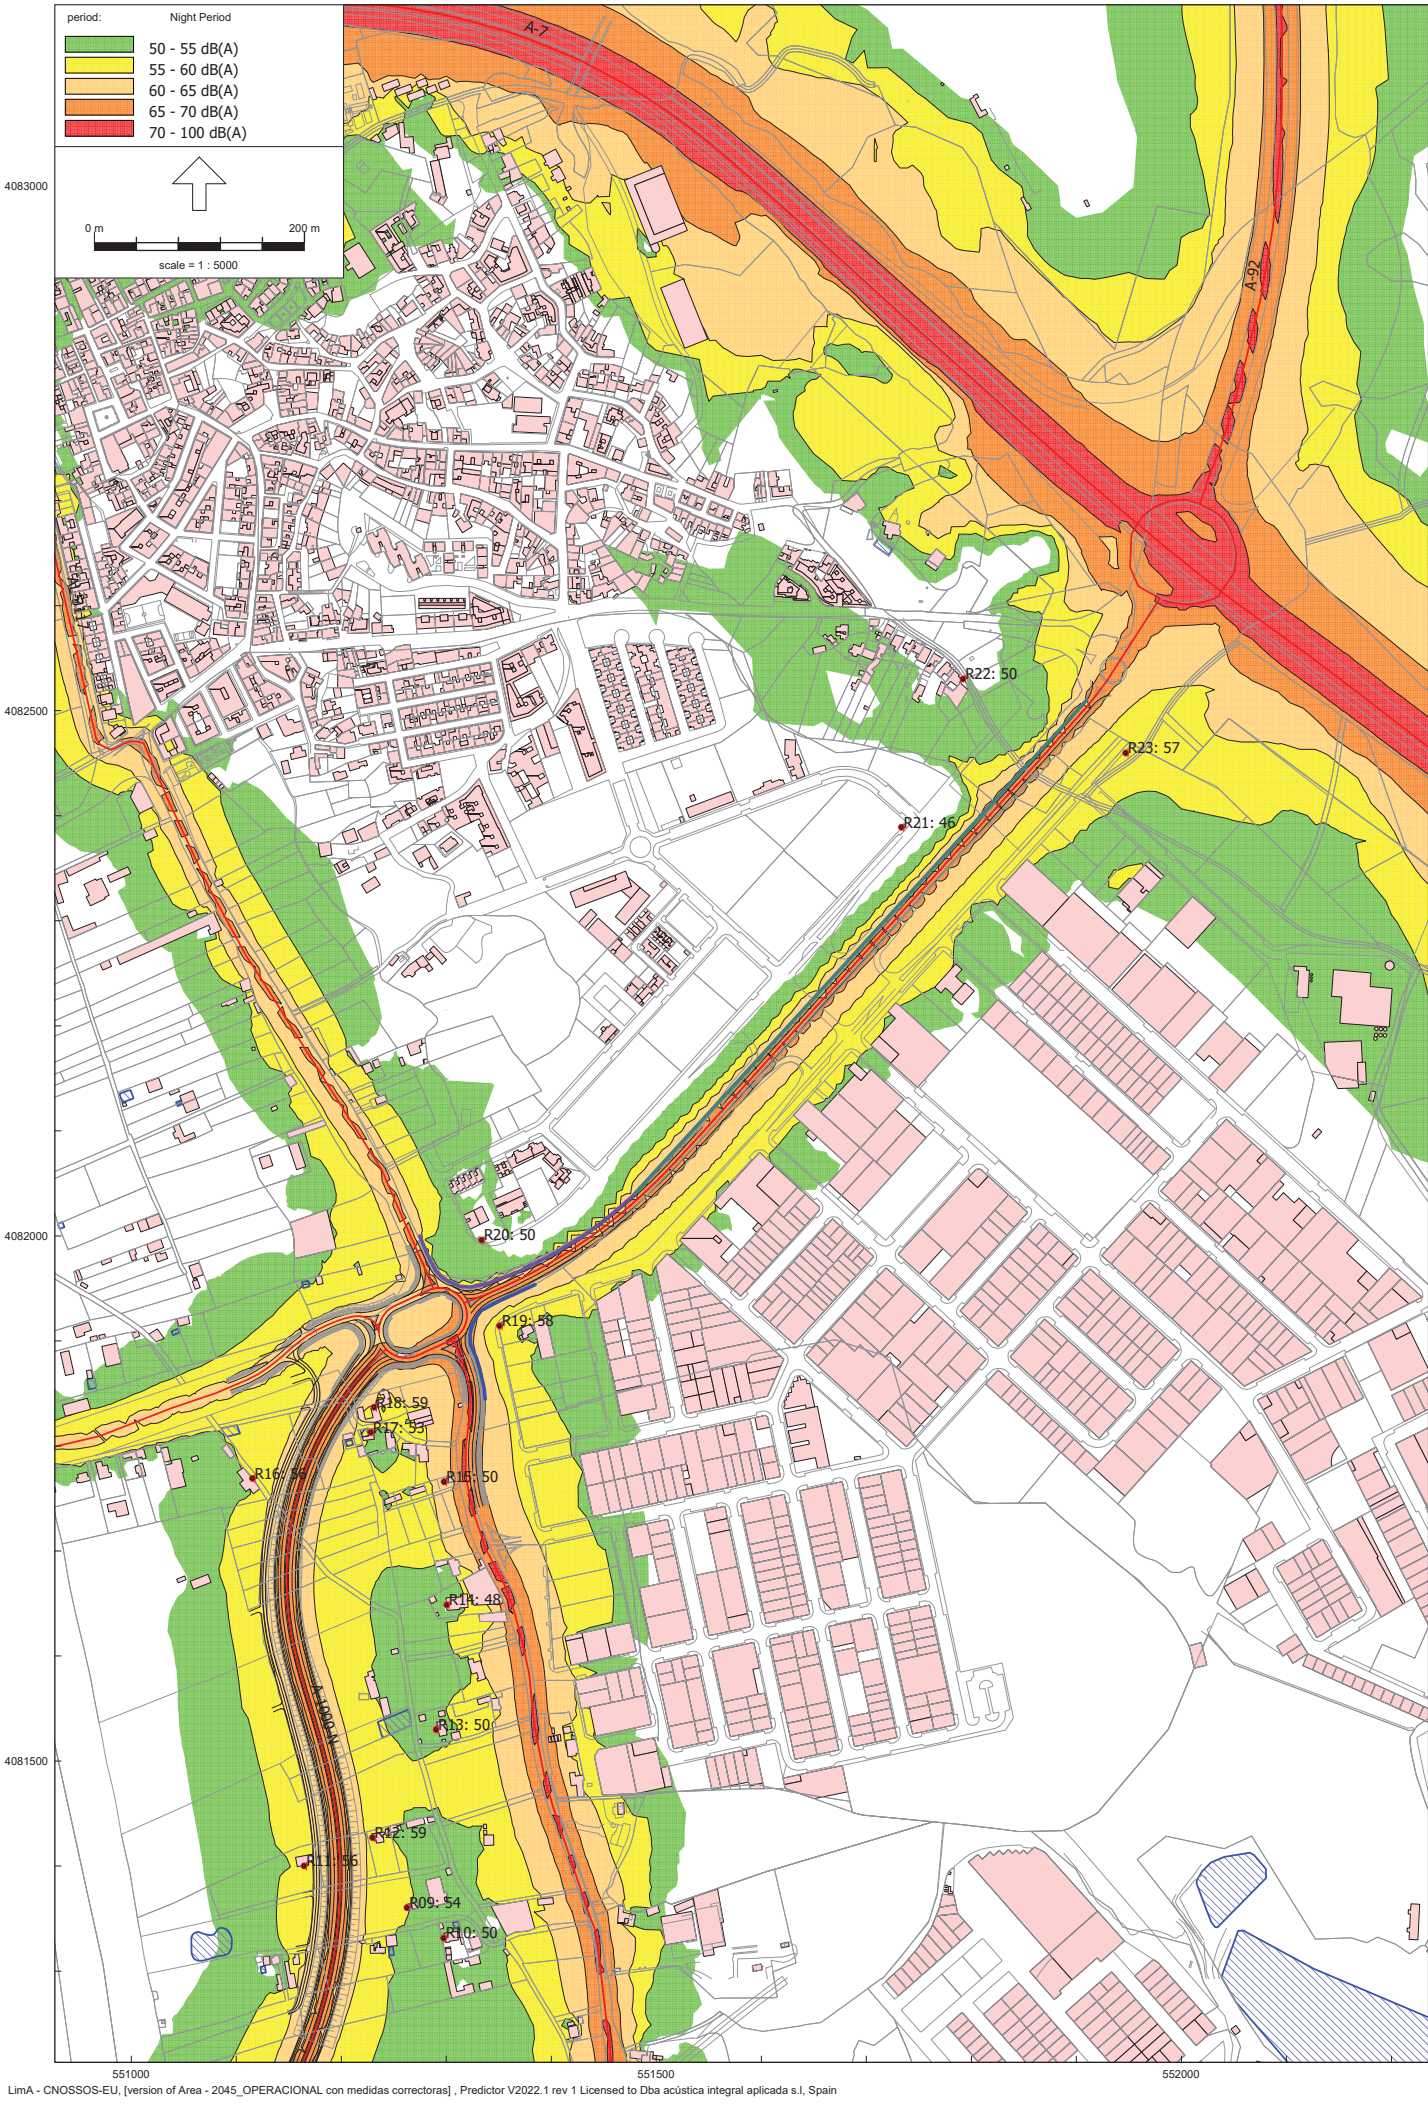 period: Night Period
50 - 55 dB(A)
55 - 60 dB(A)
60 - 65 dB(A)
65 - 70 dB(A)
70 - 100 dB(A)
0 m 200 m
scale = 1 : 5000
A-7
A-92
4083000
4082500
4082000
4081500
R22: 50
R23: 57
R21: 46
R20: 50
R19: 58
R18: 59
R17: 53
R16: 56
R15: 50
R14: 48
A-1000-N
R13: 50
R12: 59
R11: 56
R09: 54
R10: 50
551000 551500 552000
LimA - CNOSSOS-EU, [version of Area - 2045_OPERACIONAL con medidas correctoras] , Predictor V2022.1 rev 1 Licensed to Dba acústica integral aplicada s.l, Spain